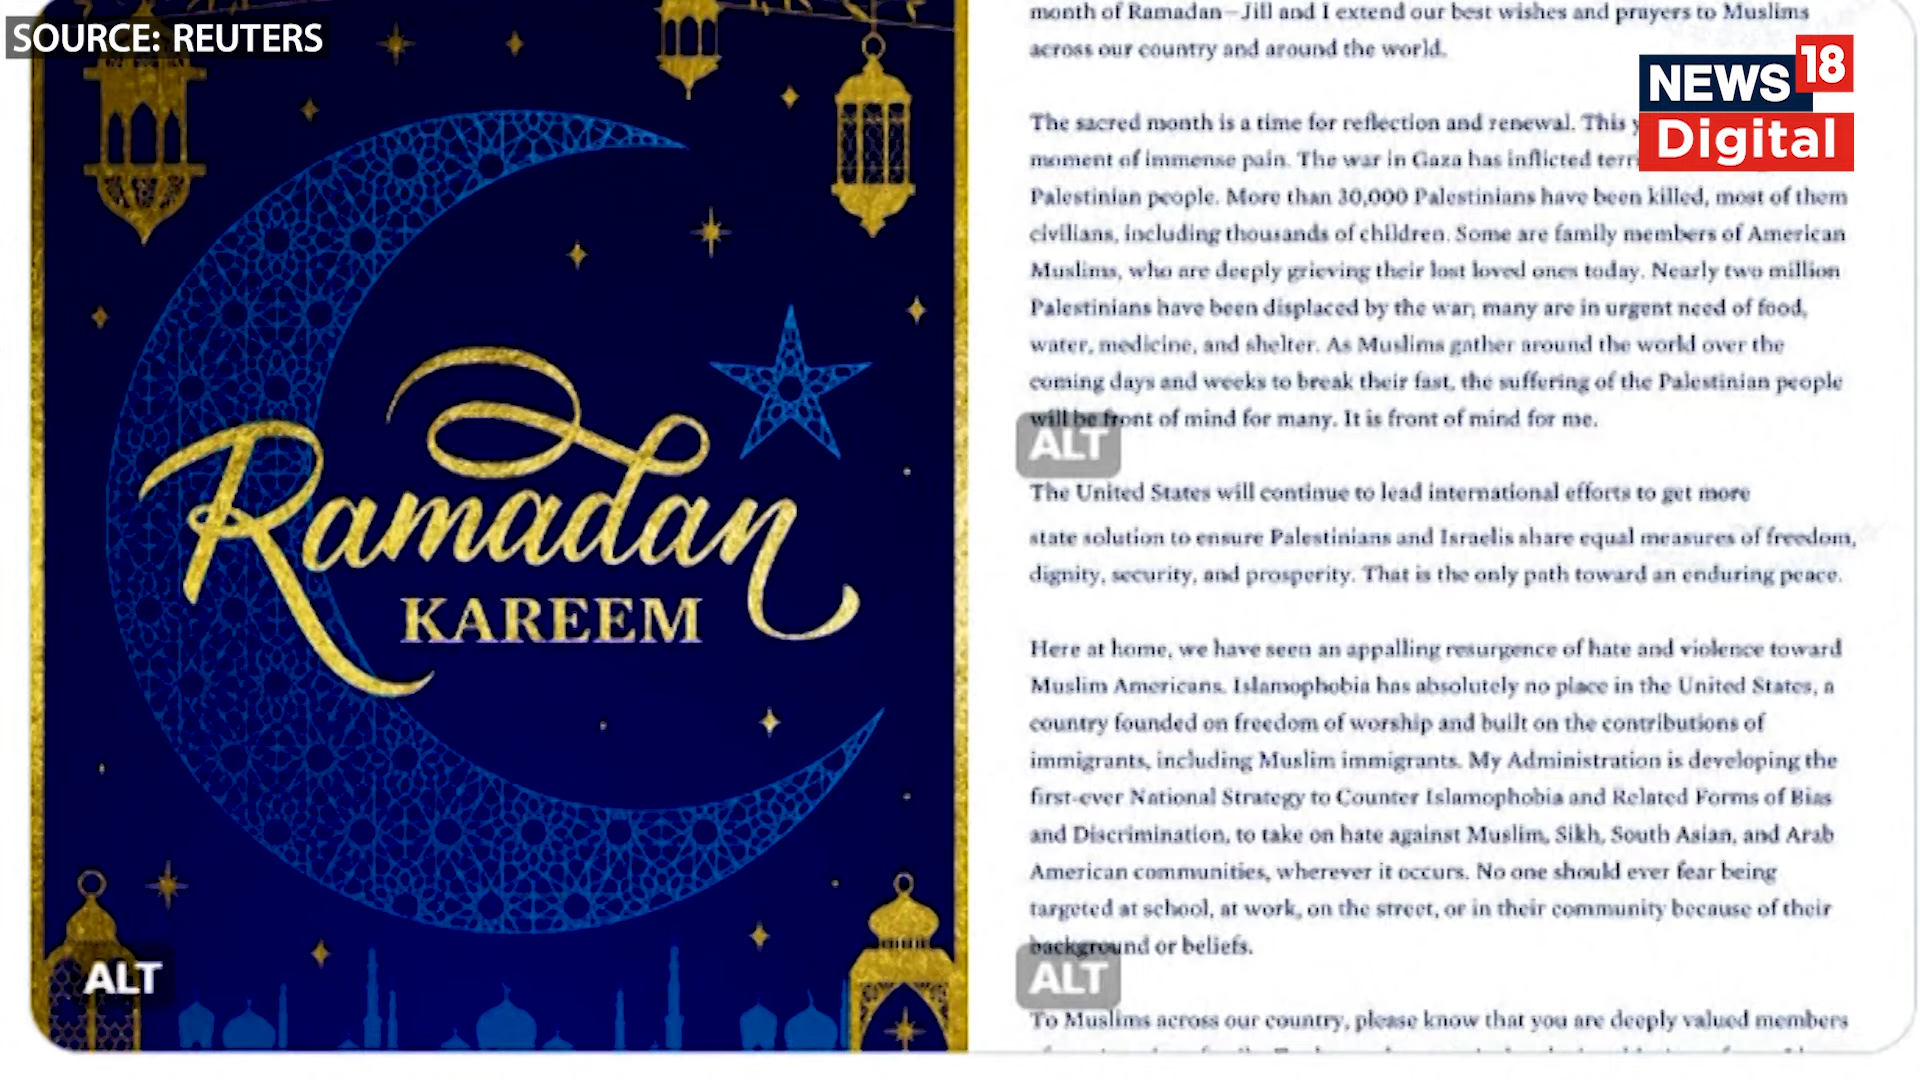 SOURCE: REUTERS
NEWS 18
Digital
Ramadan
KAREEM
ALT
month of Ramadan—Jill and I extend our best wishes and prayers to Muslims
across our country and around the world.
The sacred month is a time for reflection and renewal. This
moment of immense pain. The war in Gaza has inflicted
Palestinian people. More than 30,000 Palestinians have been killed, most of them
civilians, including thousands of children. Some are family members of American
Muslims, who are deeply grieving their lost loved ones today. Nearly two million
Palestinians have been displaced by the war; many are in urgent need of food,
water, medicine, and shelter. As Muslims gather around the world over the
coming days and weeks to break their fast, the suffering of the Palestinian people
will be front of mind for many. It is front of mind for me.
ALT
The United States will continue to lead international efforts to get more
state solution to ensure Palestinians and Israelis share equal measures of freedom,
dignity, security, and prosperity. That is the only path toward an enduring peace.
Here at home, we have seen an appalling resurgence of hate and violence toward
Muslim Americans. Islamophobia has absolutely no place in the United States, a
country founded on freedom of worship and built on the contributions of
immigrants, including Muslim immigrants. My Administration is developing the
first-ever National Strategy to Counter Islamophobia and Related Forms of Bias
and Discrimination, to take on hate against Muslim, Sikh, South Asian, and Arab
American communities, wherever it occurs. No one should ever fear being
targeted at school, at work, on the street, or in their community because of their
background or beliefs.
ALT
To Muslims across our country, please know that you are deeply valued members